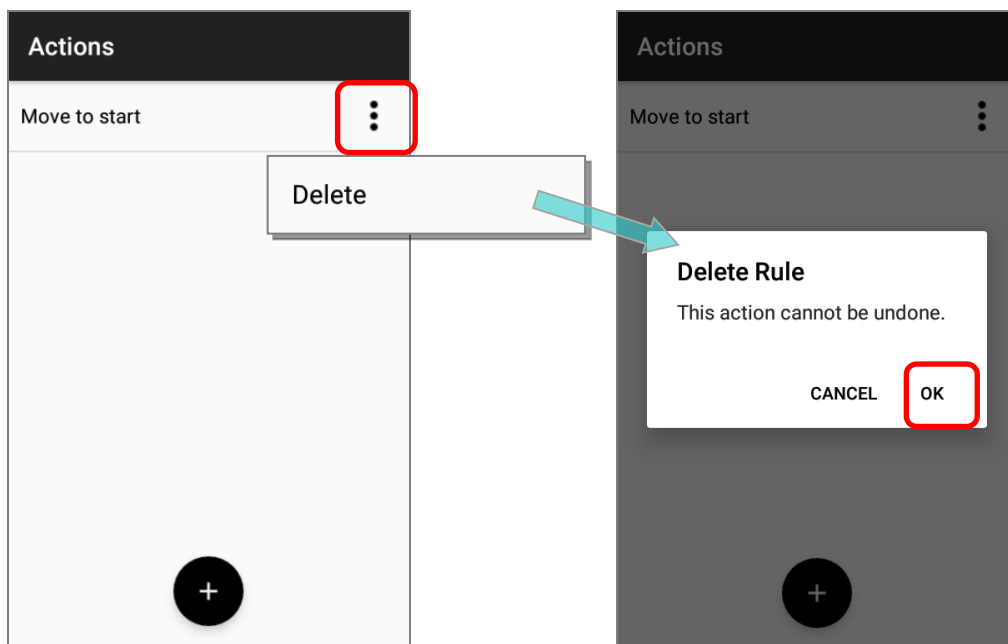 Actions
Move to start
Delete
+
Actions
Move to start
Delete Rule
This action cannot be undone.
CANCEL OK
+